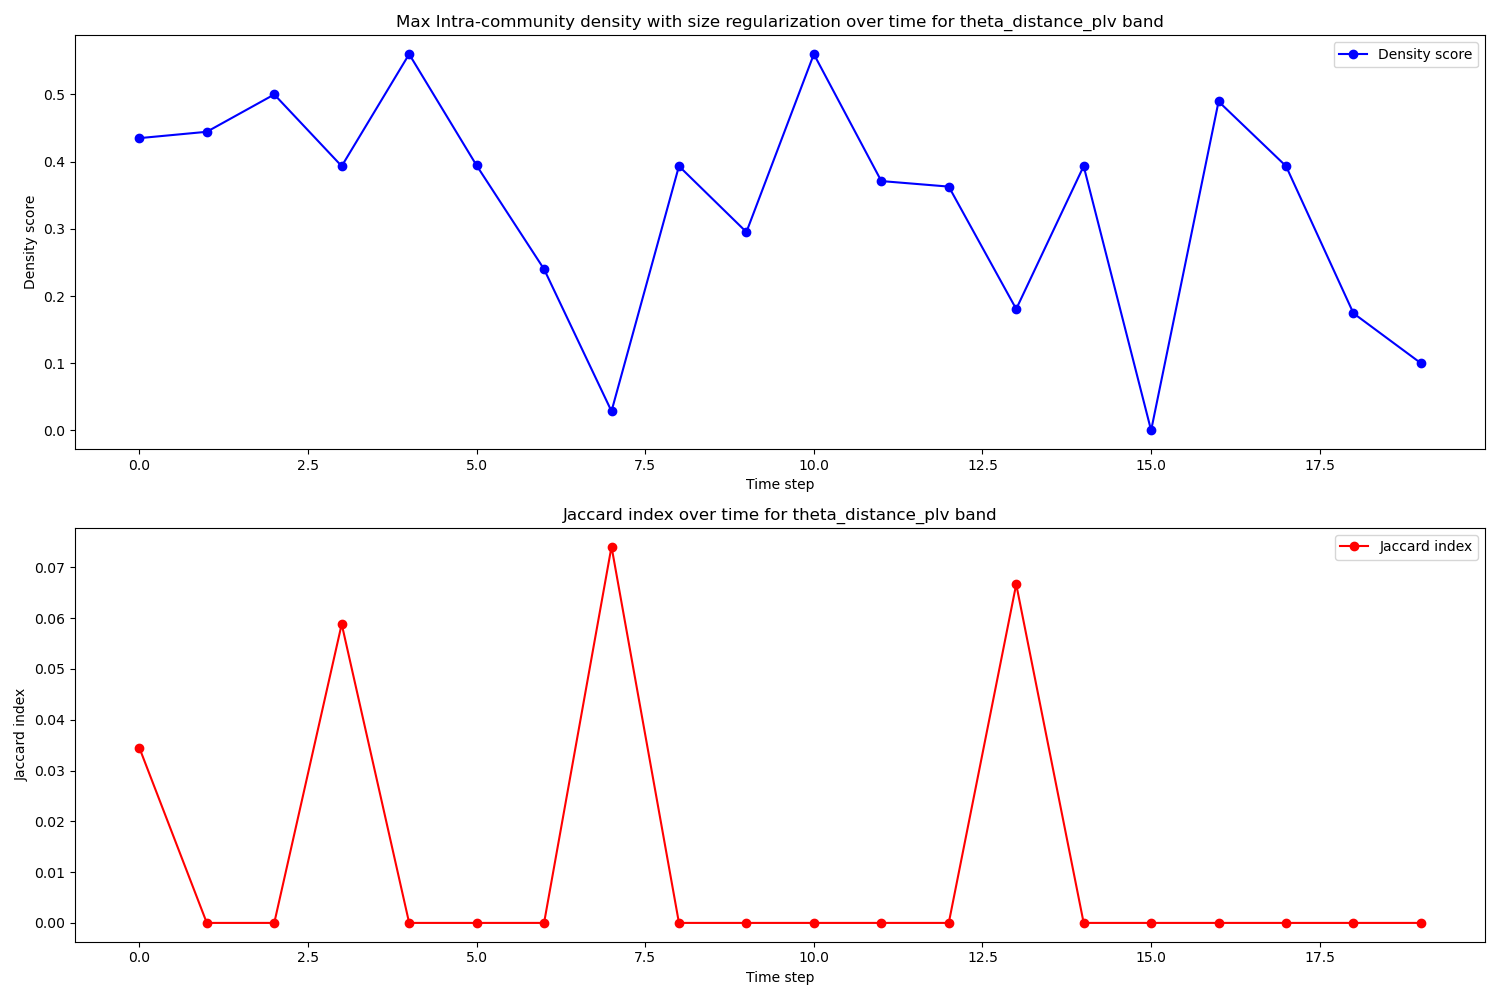 Max Intra-community density with size regularization over time for theta_distance_plv band
Density score
0.5
0.4
0.3
0.2
0.1
0.0
Density score
0.0 2.5 5.0 7.5 10.0 12.5 15.0 17.5
Time step
Jaccard index over time for theta_distance_plv band
Jaccard index
0.07
0.06
0.05
0.04
0.03
0.02
0.01
0.00
Jaccard index
0.0 2.5 5.0 7.5 10.0 12.5 15.0 17.5
Time step